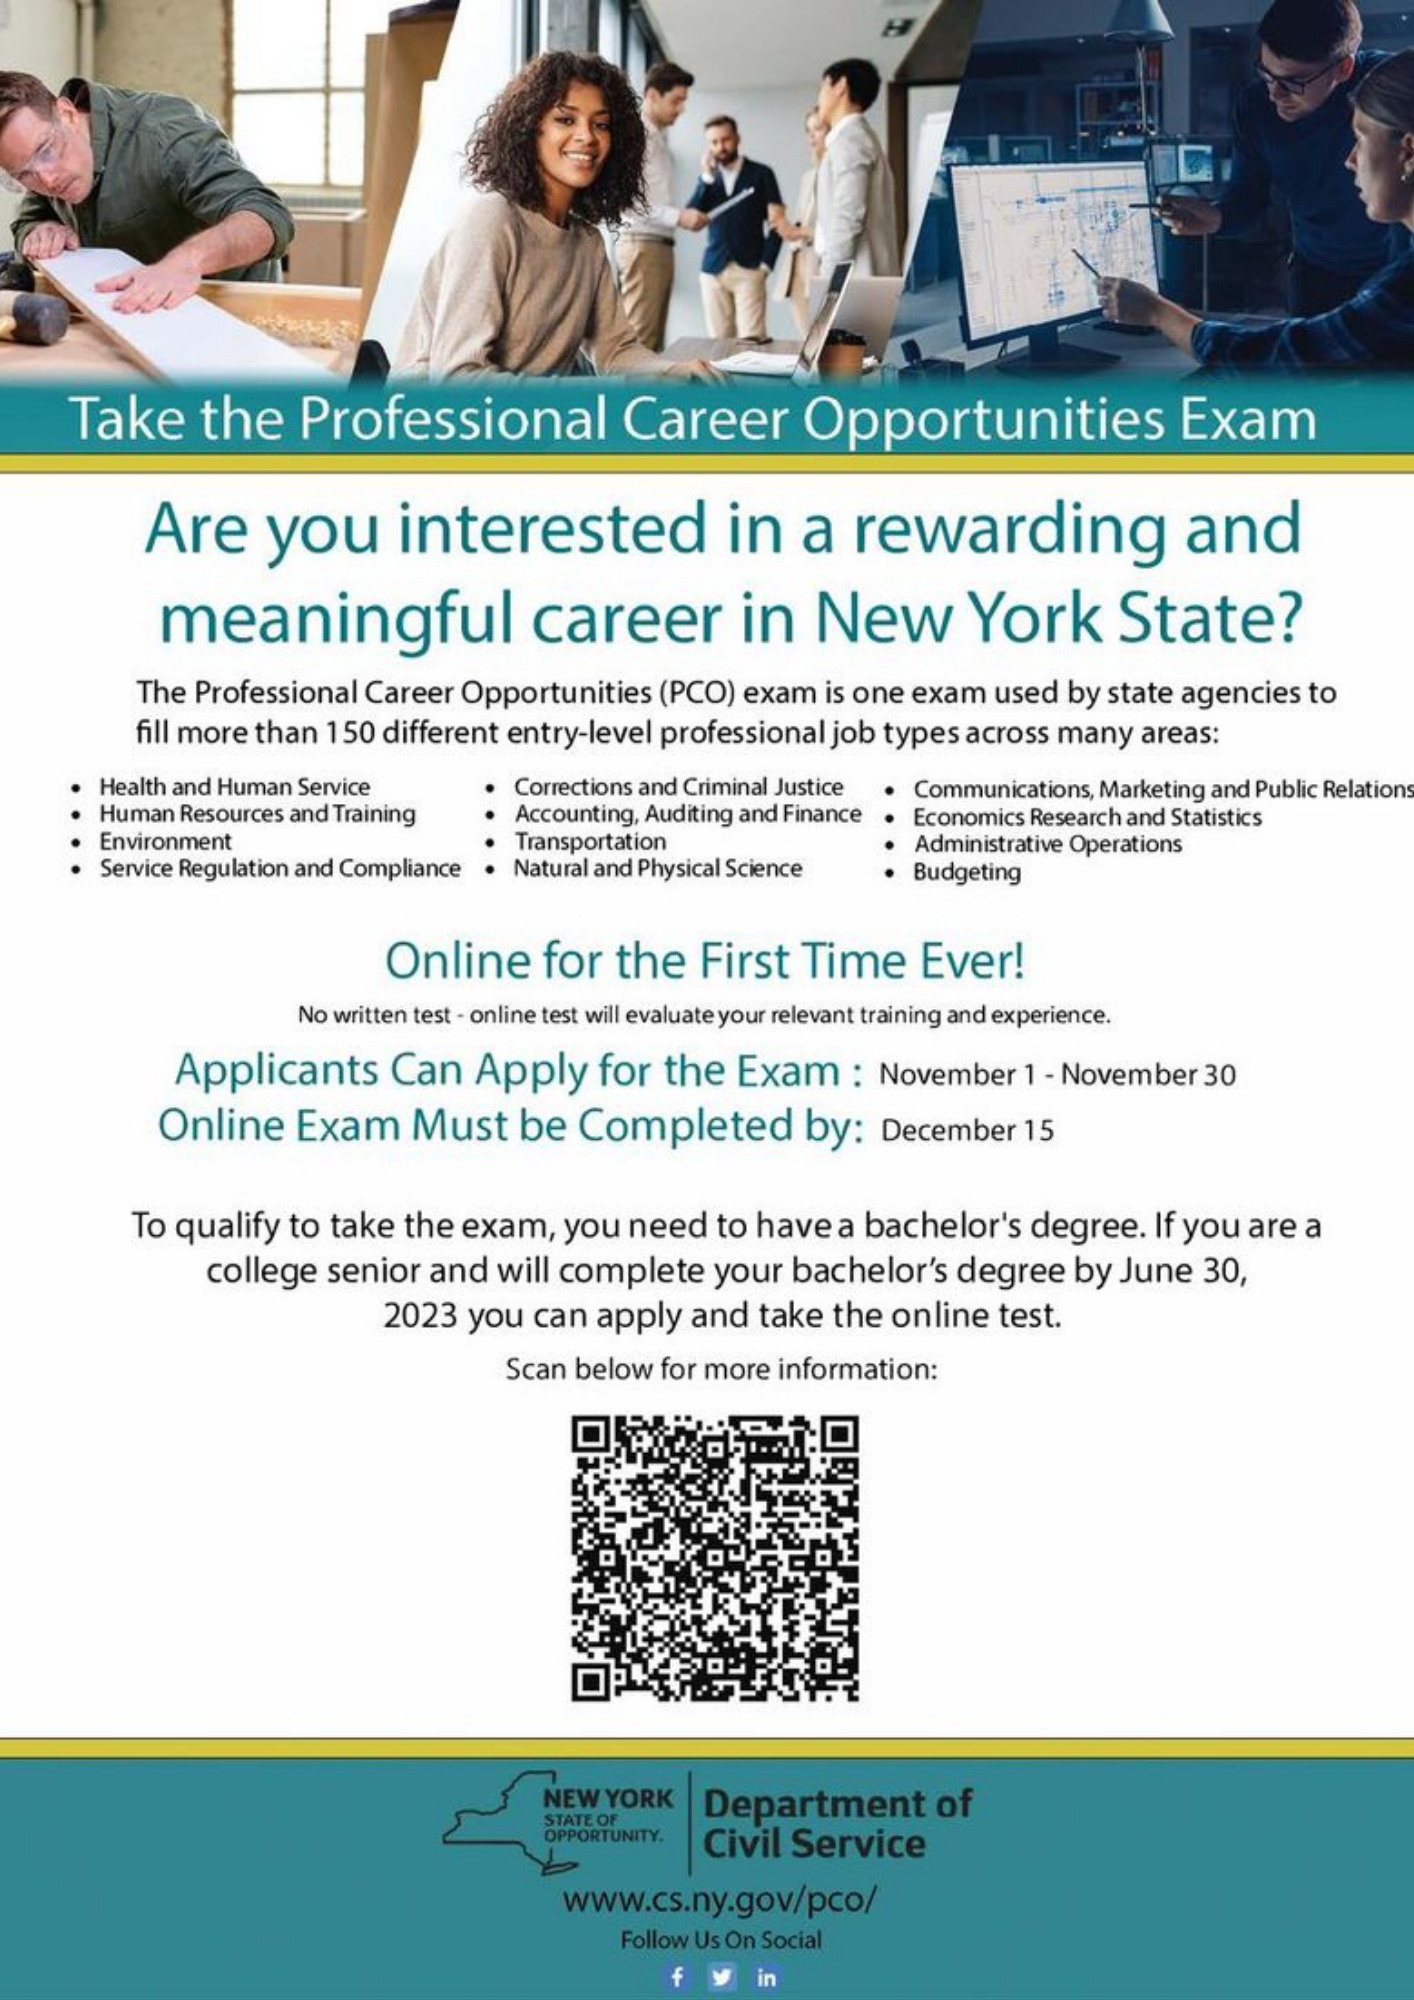 Take the Professional Career Opportunities Exam
Are you interested in a rewarding and
meaningful career in New York State?
The Professional Career Opportunities (PCO) exam is one exam used by state agencies to
fill more than 150 different entry-level professional job types across many areas:
• Health and Human Service
• Human Resources and Training
• Environment
• Service Regulation and Compliance
• Corrections and Criminal Justice
• Accounting, Auditing and Finance
• Transportation
• Natural and Physical Science
• Communications, Marketing and Public Relations
• Economics Research and Statistics
• Administrative Operations
• Budgeting
Online for the First Time Ever!
No written test - online test will evaluate your relevant training and experience.
Applicants Can Apply for the Exam : November 1 - November 30
Online Exam Must be Completed by: December 15
To qualify to take the exam, you need to have a bachelor's degree. If you are a
college senior and will complete your bachelor’s degree by June 30,
2023 you can apply and take the online test.
Scan below for more information:
NEW YORK
STATE OF
OPPORTUNITY.
Department of
Civil Service
www.cs.ny.gov/pco/
Follow Us On Social